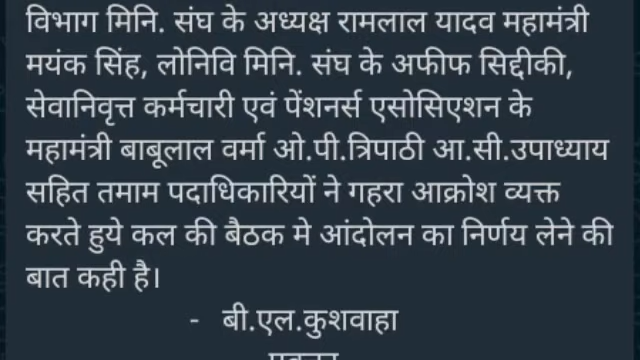 विभाग मिनि. संघ के अध्यक्ष रामलाल यादव महामंत्री
मयंक सिंह, लोनिवि मिनि. संघ के अफीफ सिद्दीकी,
सेवानिवृत्त कर्मचारी एवं पेंशनर्स एसोसिएशन के
महामंत्री बाबूलाल वर्मा ओ.पी.त्रिपाठी आ.सी.उपाध्याय
सहित तमाम पदाधिकारियों ने गहरा आक्रोश व्यक्त
करते हुये कल की बैठक मे आंदोलन का निर्णय लेने की
बात कही है।
- बी.एल.कुशवाहा